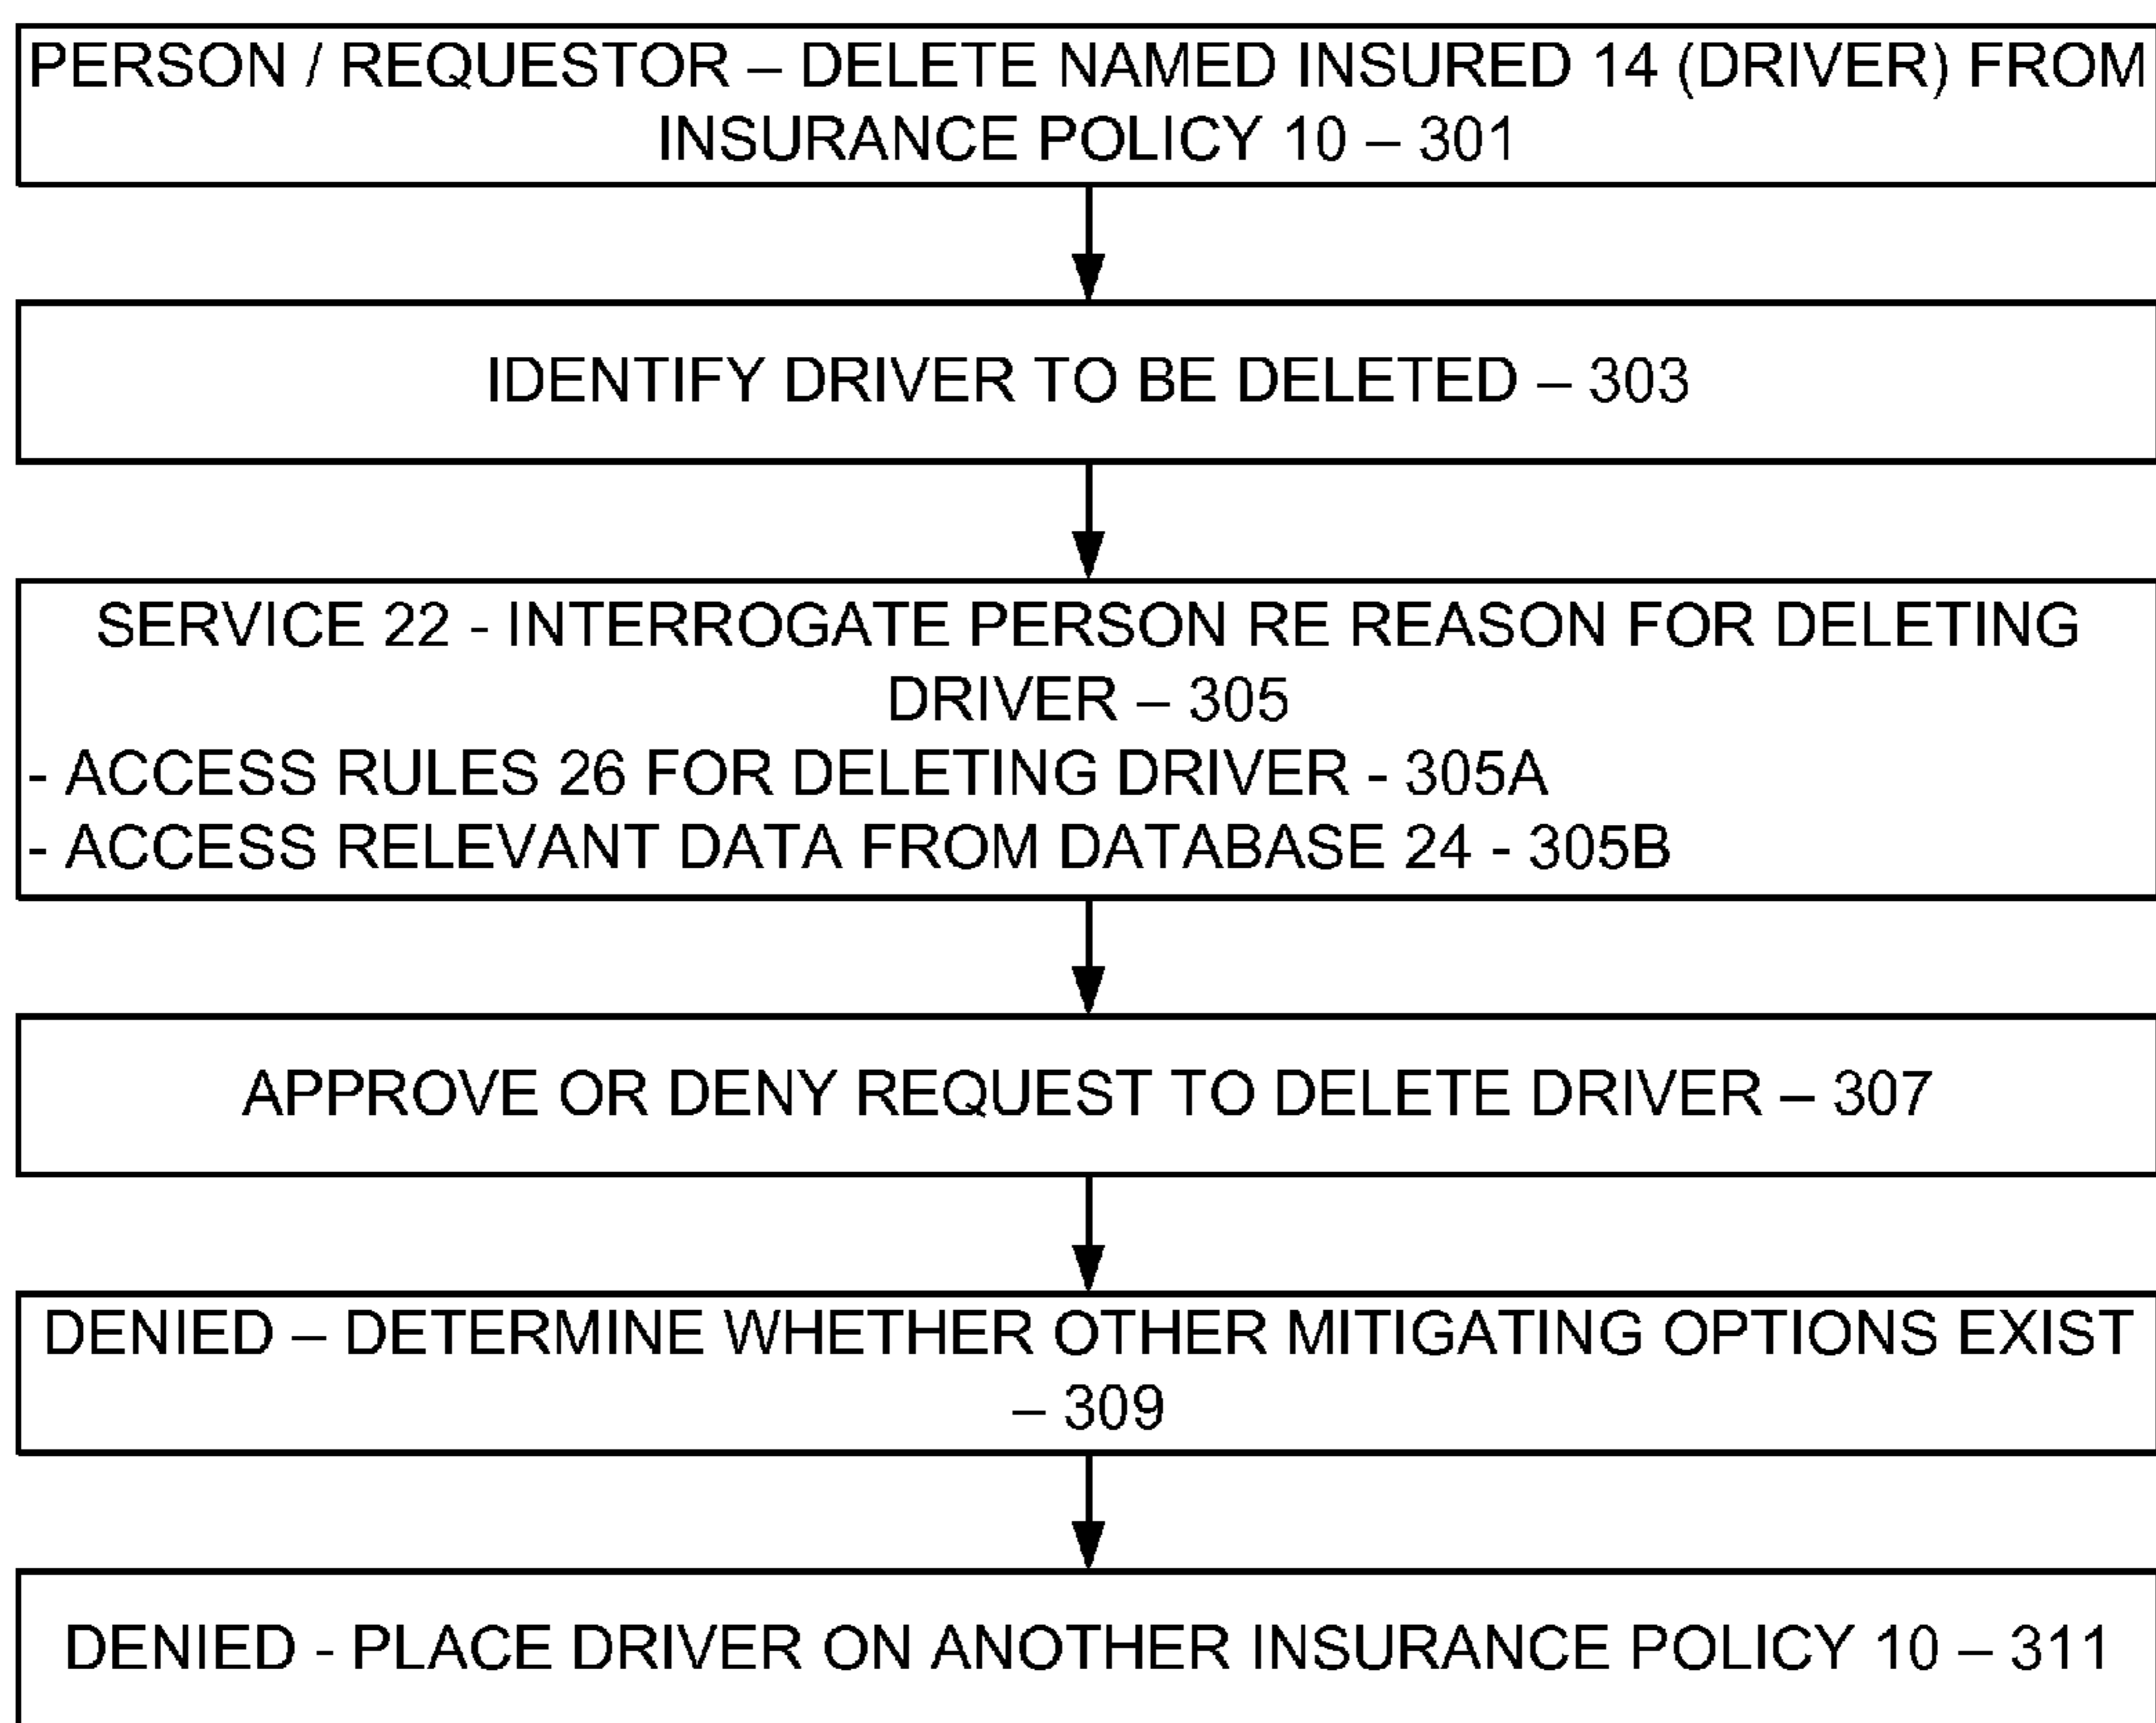 PERSON / REQUESTOR – DELETE NAMED INSURED 14 (DRIVER) FROM
INSURANCE POLICY 10 – 301
IDENTIFY DRIVER TO BE DELETED – 303
SERVICE 22 - INTERROGATE PERSON RE REASON FOR DELETING
DRIVER – 305
- ACCESS RULES 26 FOR DELETING DRIVER - 305A
- ACCESS RELEVANT DATA FROM DATABASE 24 - 305B
APPROVE OR DENY REQUEST TO DELETE DRIVER – 307
DENIED – DETERMINE WHETHER OTHER MITIGATING OPTIONS EXIST
– 309
DENIED - PLACE DRIVER ON ANOTHER INSURANCE POLICY 10 – 311